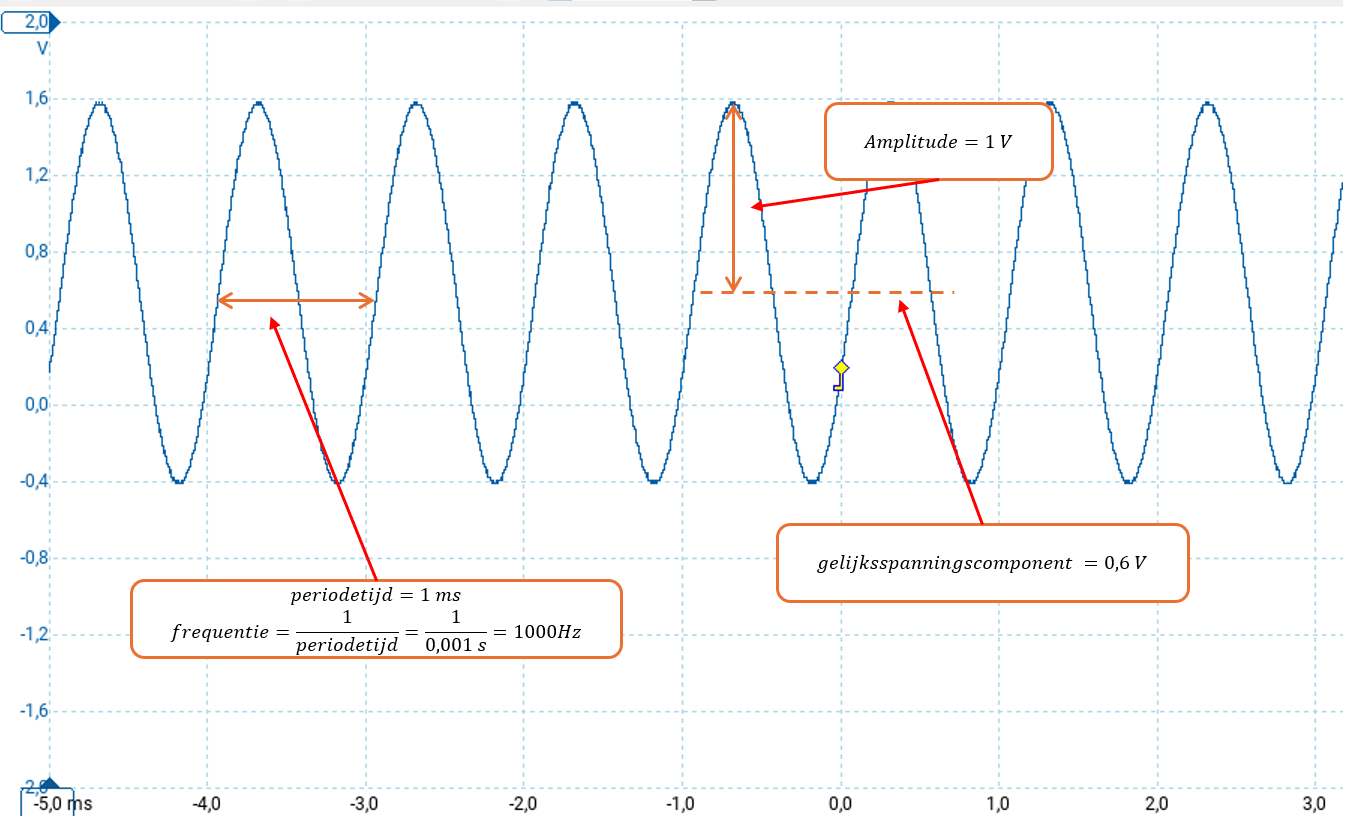 2,0
V
1,6
1,2
0,8
0,4
0,0
-0,4
-0,8
-1,2
-1,6
-2,0
-5,0 ms -4,0 -3,0 -2,0 -1,0 0,0 1,0 2,0 3,0
Amplitude = 1 V
gelijksspanningscomponent = 0,6 V
periodetijd = 1 ms
frequentie = 1/periodetijd = 1/0,001 s = 1000Hz